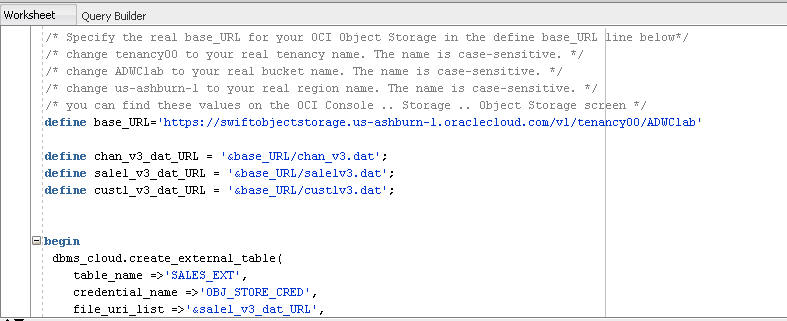 Worksheet Query Builder
/* Specify the real base_URL for your OCI Object Storage in the define base_URL line below*/
/* change tenancy00 to your real tenancy name. The name is case-sensitive. */
/* change ADWClab to your real bucket name. The name is case-sensitive. */
/* change us-ashburn-1 to your real region name. The name is case-sensitive. */
/* you can find these values on the OCI Console .. Storage .. Object Storage screen */
define base_URL='https://swiftobjectstorage.us-ashburn-1.oraclecloud.com/v1/tenancy00/ADWClab'
define chan_v3_dat_URL = '&base_URL/chan_v3.dat';
define sale1_v3_dat_URL = '&base_URL/sale1v3.dat';
define cust1_v3_dat_URL = '&base_URL/cust1v3.dat';
begin
dbms_cloud.create_external_table(
table_name =>'SALES_EXT',
credential_name =>'OBJ_STORE_CRED',
file_uri_list =>'&sale1_v3_dat_URL',